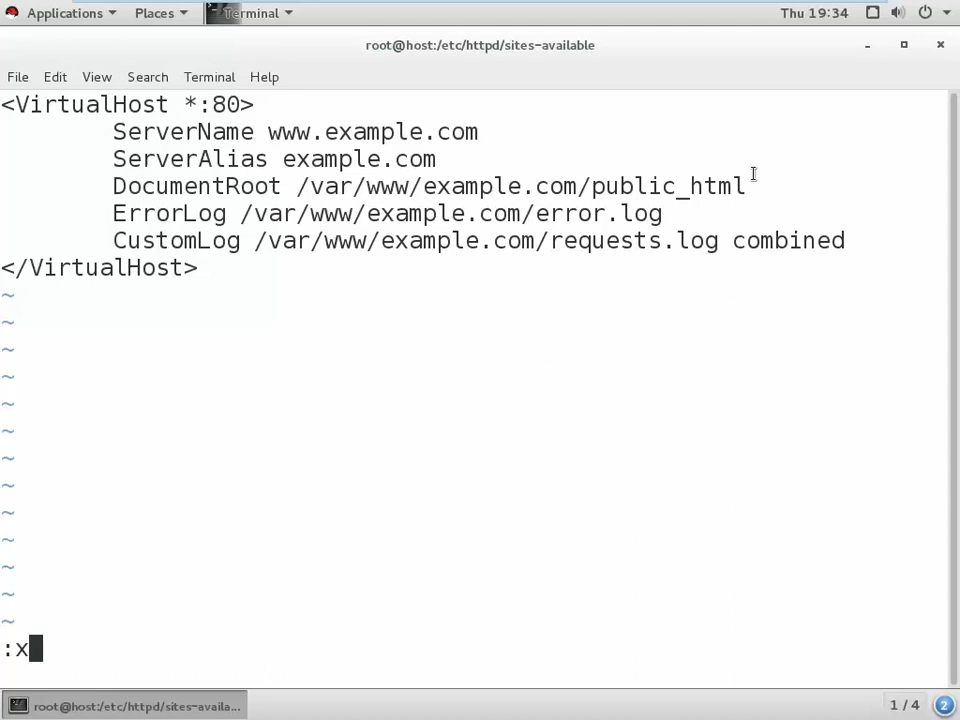 Applications Places Terminal Thu 19:34
root@host:/etc/httpd/sites-available
File Edit View Search Terminal Help
<VirtualHost *:80>
ServerName www.example.com
ServerAlias example.com
DocumentRoot /var/www/example.com/public_html
ErrorLog /var/www/example.com/error.log
CustomLog /var/www/example.com/requests.log combined
</VirtualHost>
~
~
~
~
~
~
~
~
~
~
~
~
~
:x
root@host:/etc/httpd/sites-availa... 1 / 4 2